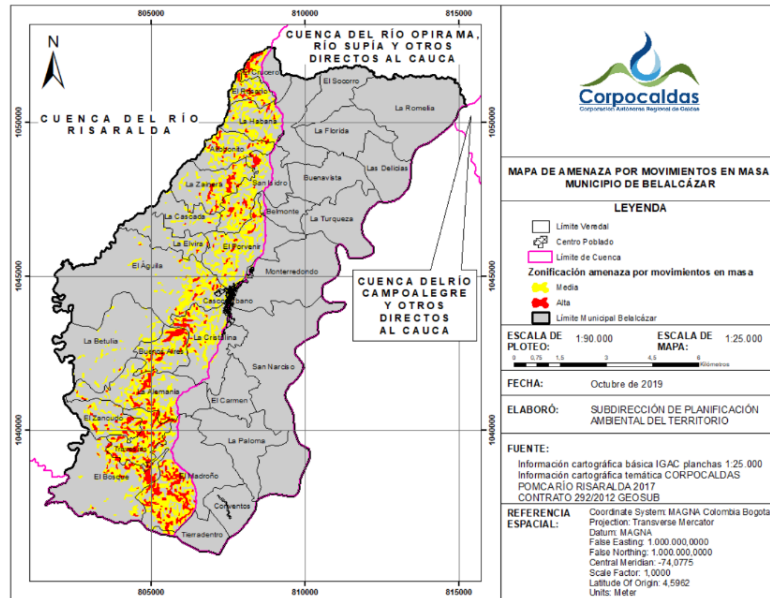 805000
810000
815000
N
CUENCA DEL RÍO OPIRAMA,
RÍO SUPÍA Y OTROS
DIRECTOS AL CAUCA
CUENCA DEL RÍO
RISARALDA
1050000
1050000
1045000
1045000
1040000
1040000
El Crucero
El Socorro
La Romelia
La Habana
La Florida
Las Delicias
Buenavista
San Isidro
La Zainera
Belmonte
La Turqueza
La Cascada
La Elvira
El Porvenir
El Águila
Monterredondo
Casco Urbano
La Betulia
La Cristalina
Buenos Aires
San Narciso
La Alemania
El Carmen
El Zancudo
La Paloma
El Bosque
El Madroño
Conventos
Tierradentro
CUENCA DEL RÍO
CAMPOALEGRE
Y OTROS
DIRECTOS
AL CAUCA
805000
810000
815000
Corpocaldas
Corporación Autónoma Regional de Caldas
MAPA DE AMENAZA POR MOVIMIENTOS EN MASA
MUNICIPIO DE BELALCÁZAR
LEYENDA
Límite Veredal
Centro Poblado
Límite de Cuenca
Zonificación amenaza por movimientos en masa
Media
Alta
Límite Municipal Belalcázar
ESCALA DE PLOTEO: 1:90.000 ESCALA DE MAPA: 1:25.000
0 0,75 1,5 3 4,5 6
Kilómetros
FECHA: Octubre de 2019
ELABORÓ: SUBDIRECCIÓN DE PLANIFICACIÓN
AMBIENTAL DEL TERRITORIO
FUENTE:
Información cartográfica básica IGAC planchas 1:25.000
Información cartográfica temática CORPOCALDAS
POMCA RÍO RISARALDA 2017
CONTRATO 292/2012 GEOSUB
REFERENCIA ESPACIAL:
Coordinate System: MAGNA Colombia Bogota
Projection: Transverse Mercator
Datum: MAGNA
False Easting: 1.000.000,0000
False Northing: 1.000.000,0000
Central Meridian: -74,0775
Scale Factor: 1,0000
Latitude Of Origin: 4,5962
Units: Meter